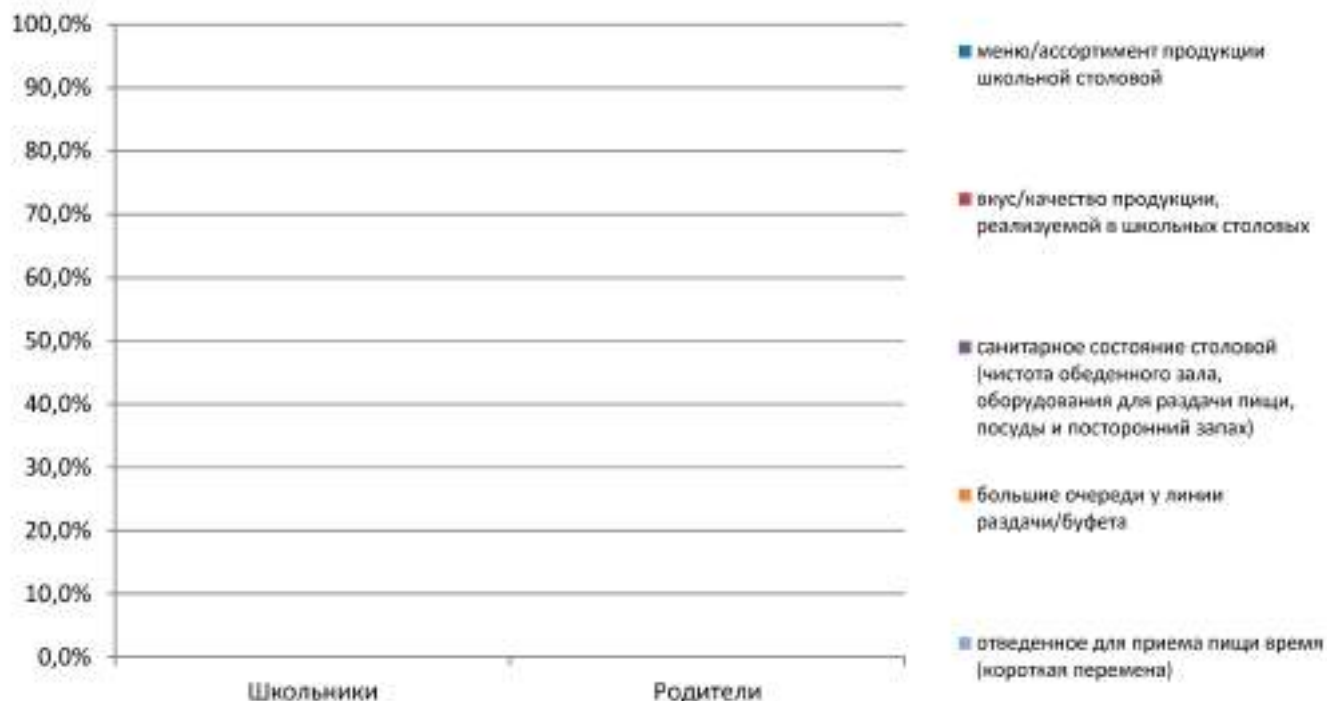 100,0%
90,0%
80,0%
70,0%
60,0%
50,0%
40,0%
30,0%
20,0%
10,0%
0,0%
Школьники
Родители
меню/ассортимент продукции
школьной столовой
вкус/качество продукции,
реализуемой в школьных столовых
санитарное состояние столовой
(чистота обеденного зала,
оборудования для раздачи пищи,
посуды и посторонний запах)
большие очереди у линии
раздачи/буфета
отведенное для приема пищи время
(короткая перемена)